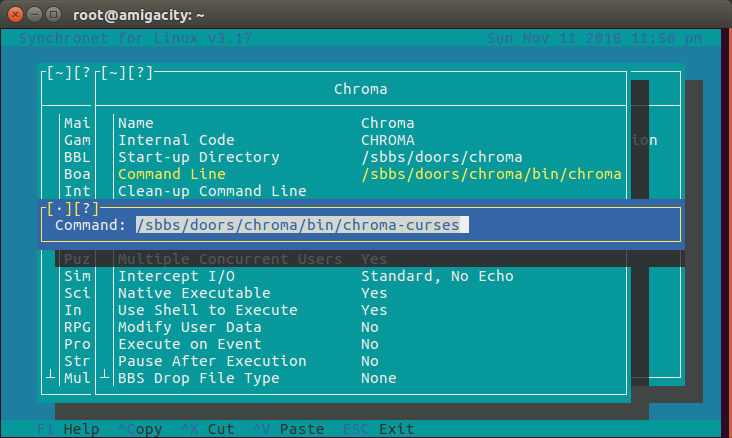 root@amigacity: ~
Synchronet for Linux v3.17 Sun Nov 11 2018 11:56 pm
[~][? [~][?]
Chroma
Mai Name Chroma
Gam Internal Code CHROMA ion
BBL Start-up Directory /sbbs/doors/chroma
Boa Command Line /sbbs/doors/chroma/bin/chroma
Int Clean-up Command Line
[·][?]
Command: /sbbs/doors/chroma/bin/chroma-curses
Puz Multiple Concurrent Users Yes
Sim Intercept I/O Standard, No Echo
Sci Native Executable Yes
In Use Shell to Execute Yes
RPG Modify User Data No
Pro Execute on Event No
Str Pause After Execution No
Mul BBS Drop File Type None
F1 Help ^Copy ^X Cut ^V Paste ESC Exit